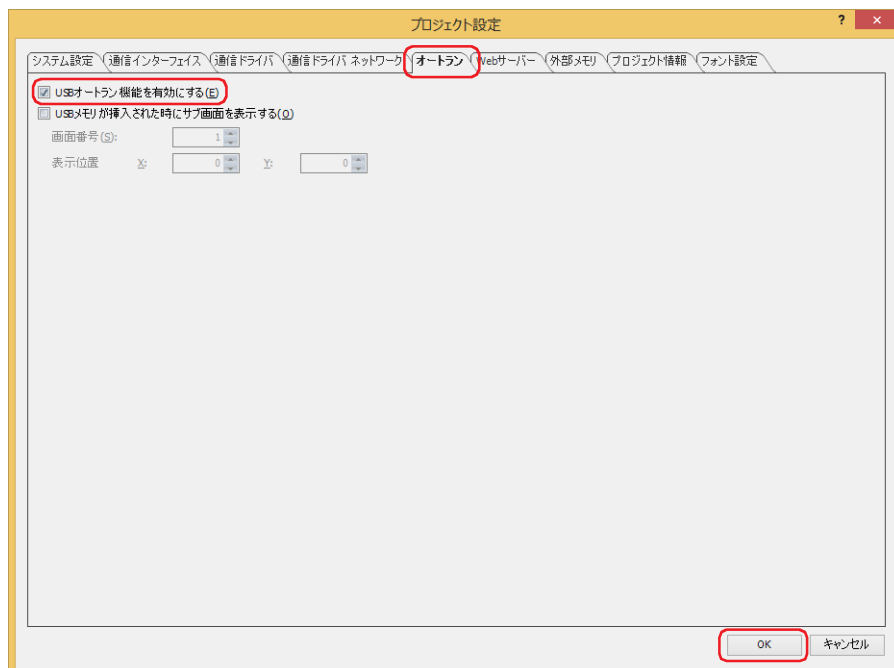 プロジェクト設定
? ×
システム設定 通信インターフェイス 通信ドライバ 通信ドライバ ネットワーク オートラン Webサーバー 外部メモリ プロジェクト情報 フォント設定
USBオートラン機能を有効にする(E)
USBメモリが挿入された時にサブ画面を表示する(O)
画面番号(S): 1
表示位置 X: 0 Y: 0
OK キャンセル